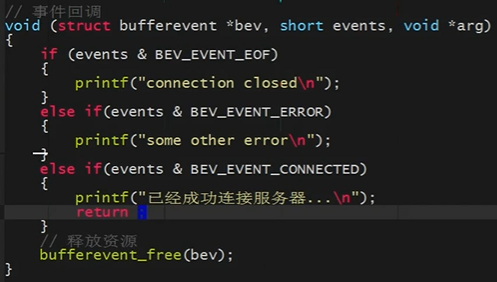 // 事件回调
void (struct bufferevent *bev, short events, void *arg)
{
if (events & BEV_EVENT_EOF)
{
printf("connection closed\n");
}
else if(events & BEV_EVENT_ERROR)
{
printf("some other error\n");
}
else if(events & BEV_EVENT_CONNECTED)
{
printf("已经成功连接服务器...\n");
return ;
}
// 释放资源
bufferevent_free(bev);
}